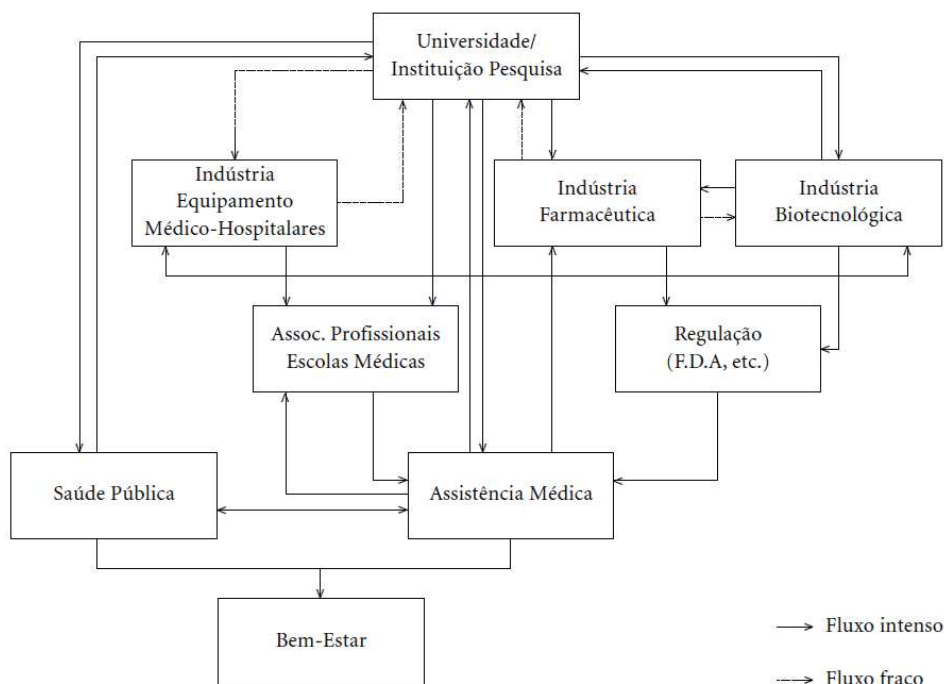 Universidade/
Instituição Pesquisa
Indústria
Equipamento
Médico-Hospitalares
Indústria
Farmacêutica
Indústria
Biotecnológica
Assoc. Profissionais
Escolas Médicas
Regulação
(F.D.A, etc.)
Saúde Pública
Assistência Médica
Bem-Estar
Fluxo intenso
Fluxo fraco